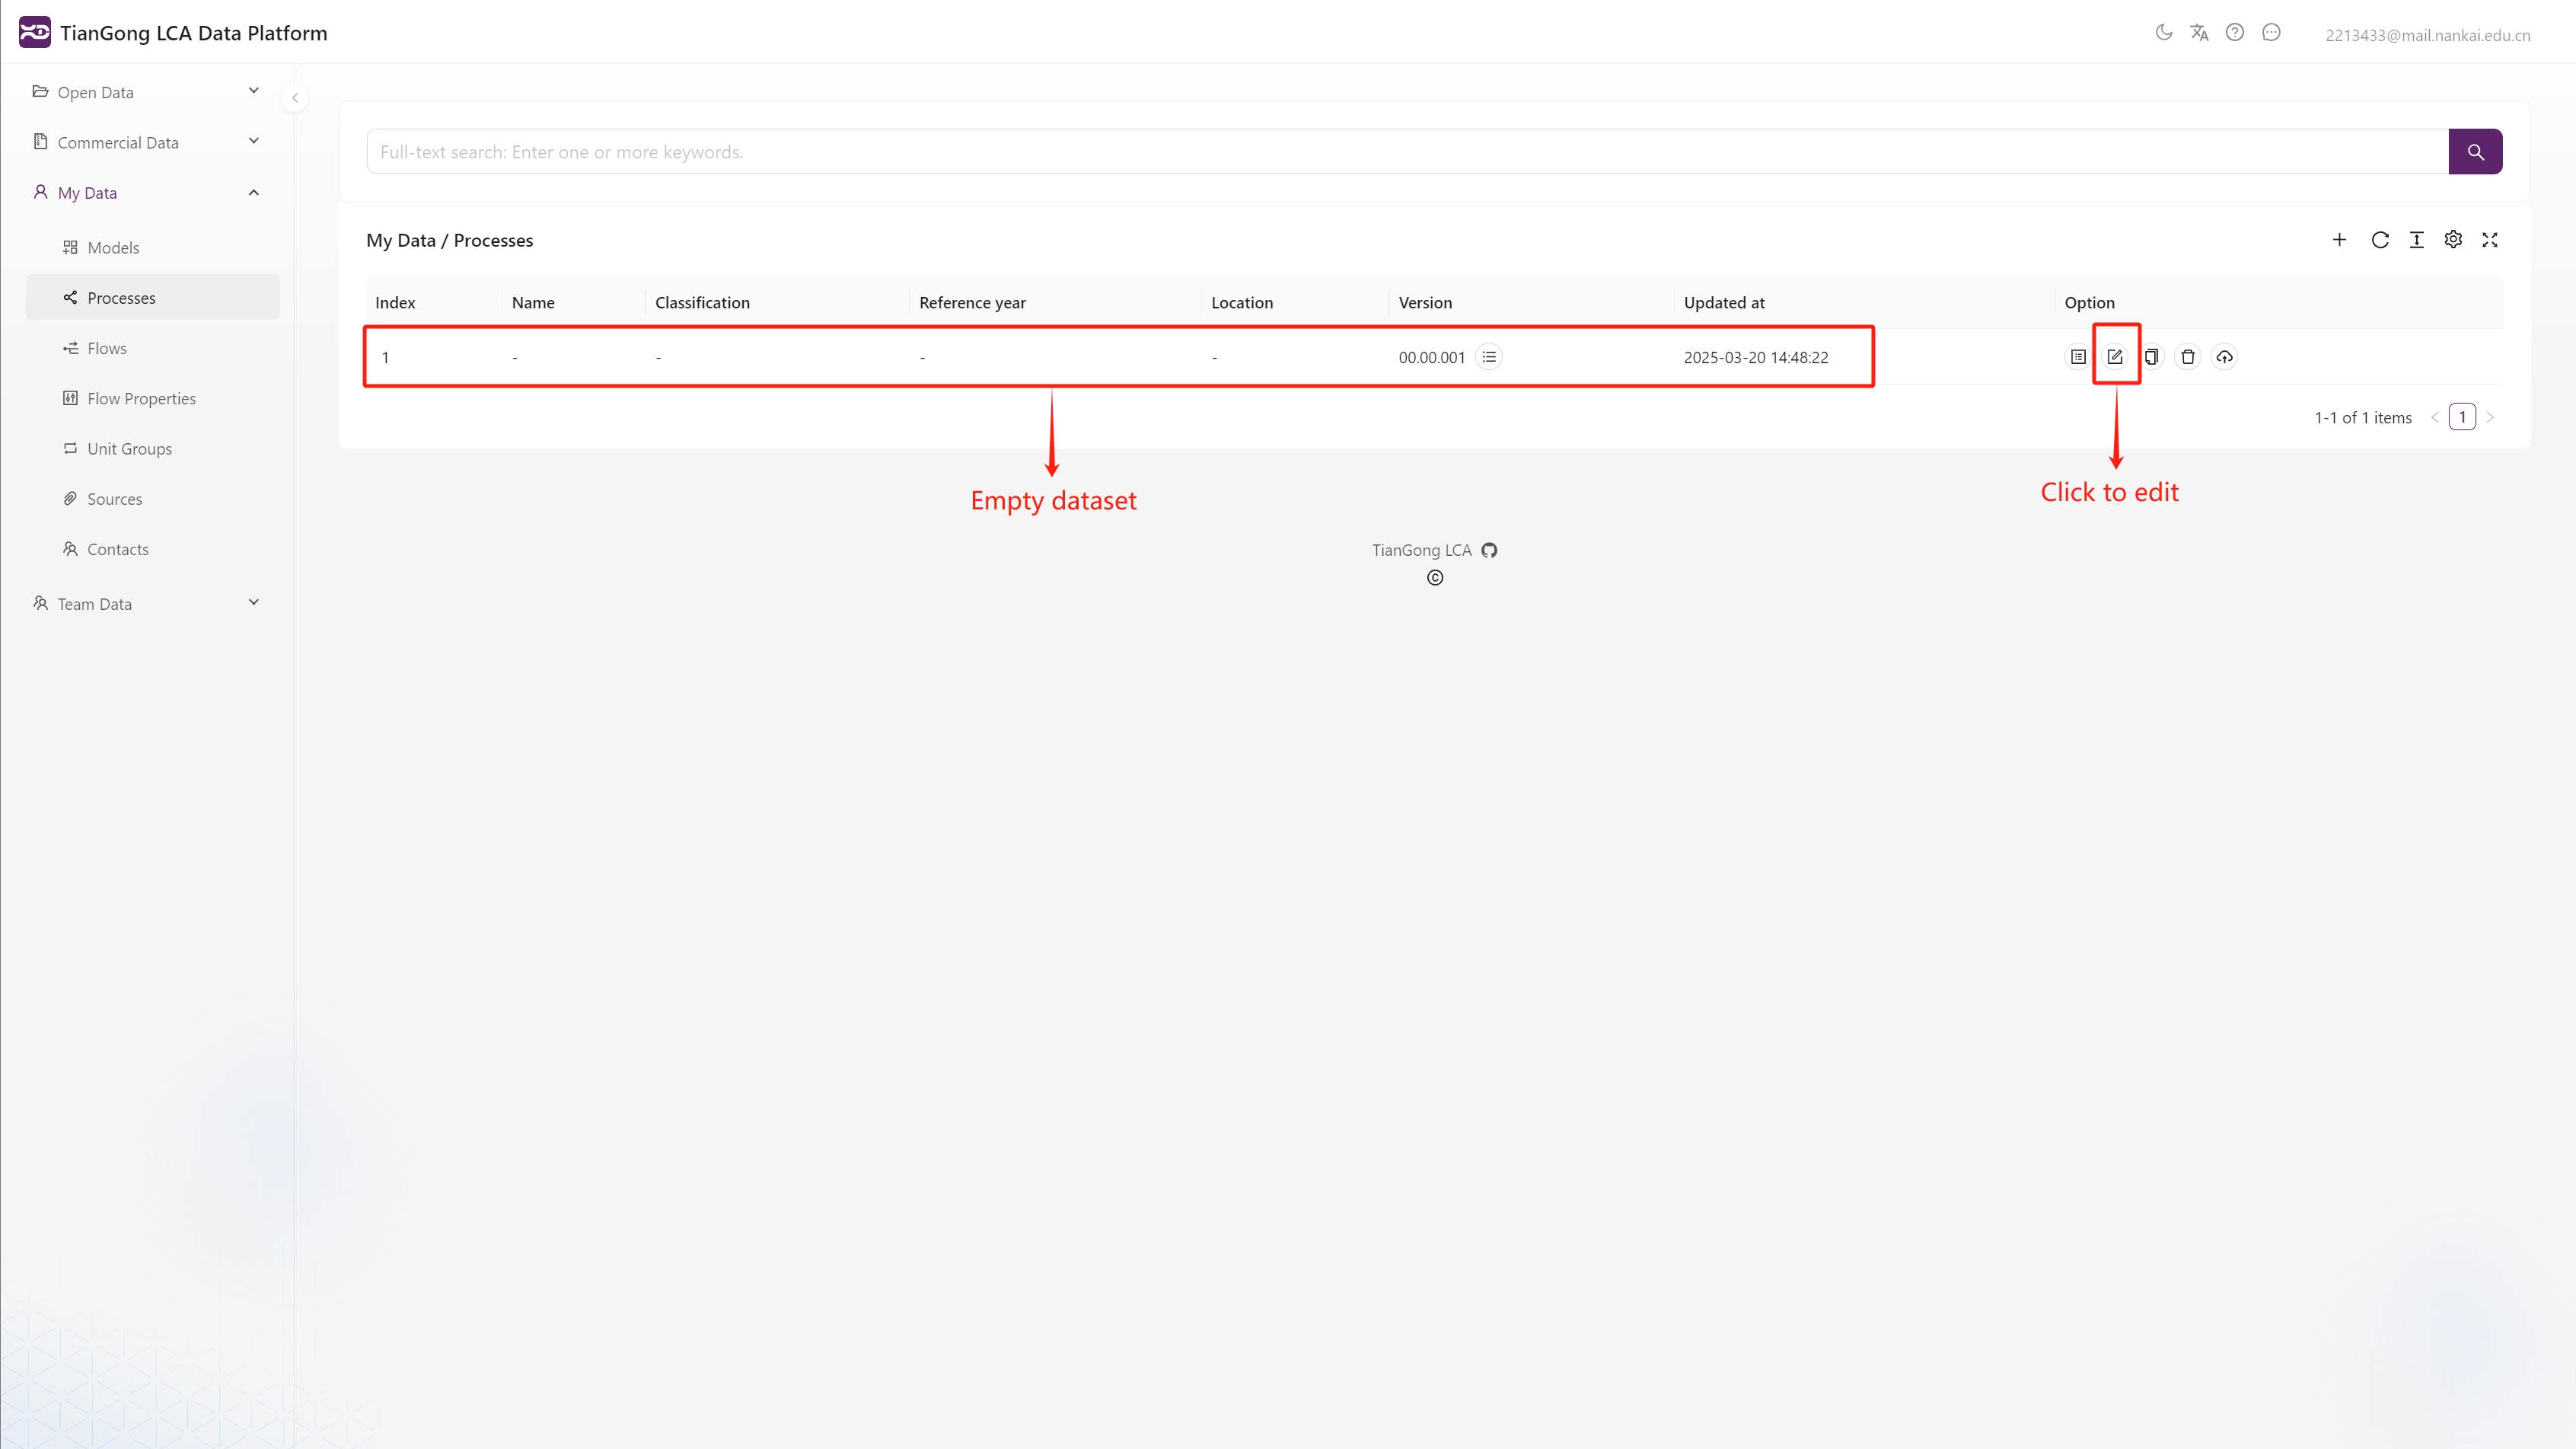 TianGong LCA Data Platform
2213433@mail.nankai.edu.cn
Open Data
Commercial Data
My Data
Models
Processes
Flows
Flow Properties
Unit Groups
Sources
Contacts
Team Data
Full-text search: Enter one or more keywords.
My Data / Processes
Index Name Classification Reference year Location Version Updated at Option
1 - - - - 00.00.001 2025-03-20 14:48:22
1-1 of 1 items < 1 >
Empty dataset
Click to edit
TianGong LCA
©